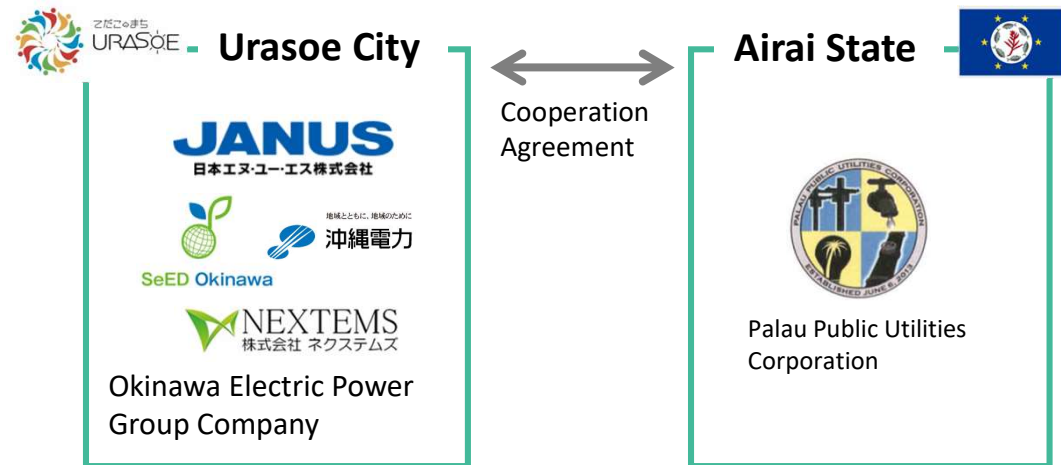 てだこのまち
URASOE
Urasoe City
Airai State
Cooperation
Agreement
JANUS
日本エヌ・ユー・エス株式会社
地域とともに、地域のために
沖縄電力
SeED Okinawa
NEXTEMS
株式会社 ネクステムズ
Okinawa Electric Power
Group Company
PALAU PUBLIC UTILITIES CORPORATION
ESTABLISHED JUNE 6, 2013
Palau Public Utilities
Corporation